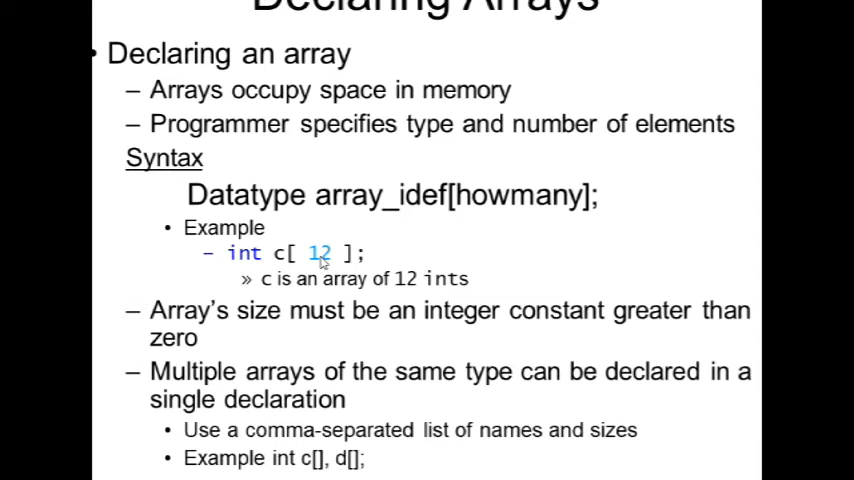 Declaring Arrays
• Declaring an array
– Arrays occupy space in memory
– Programmer specifies type and number of elements
Syntax
Datatype array_idef[howmany];
• Example
– int c[ 12 ];
» c is an array of 12 ints
– Array's size must be an integer constant greater than
zero
– Multiple arrays of the same type can be declared in a
single declaration
• Use a comma-separated list of names and sizes
• Example int c[], d[];